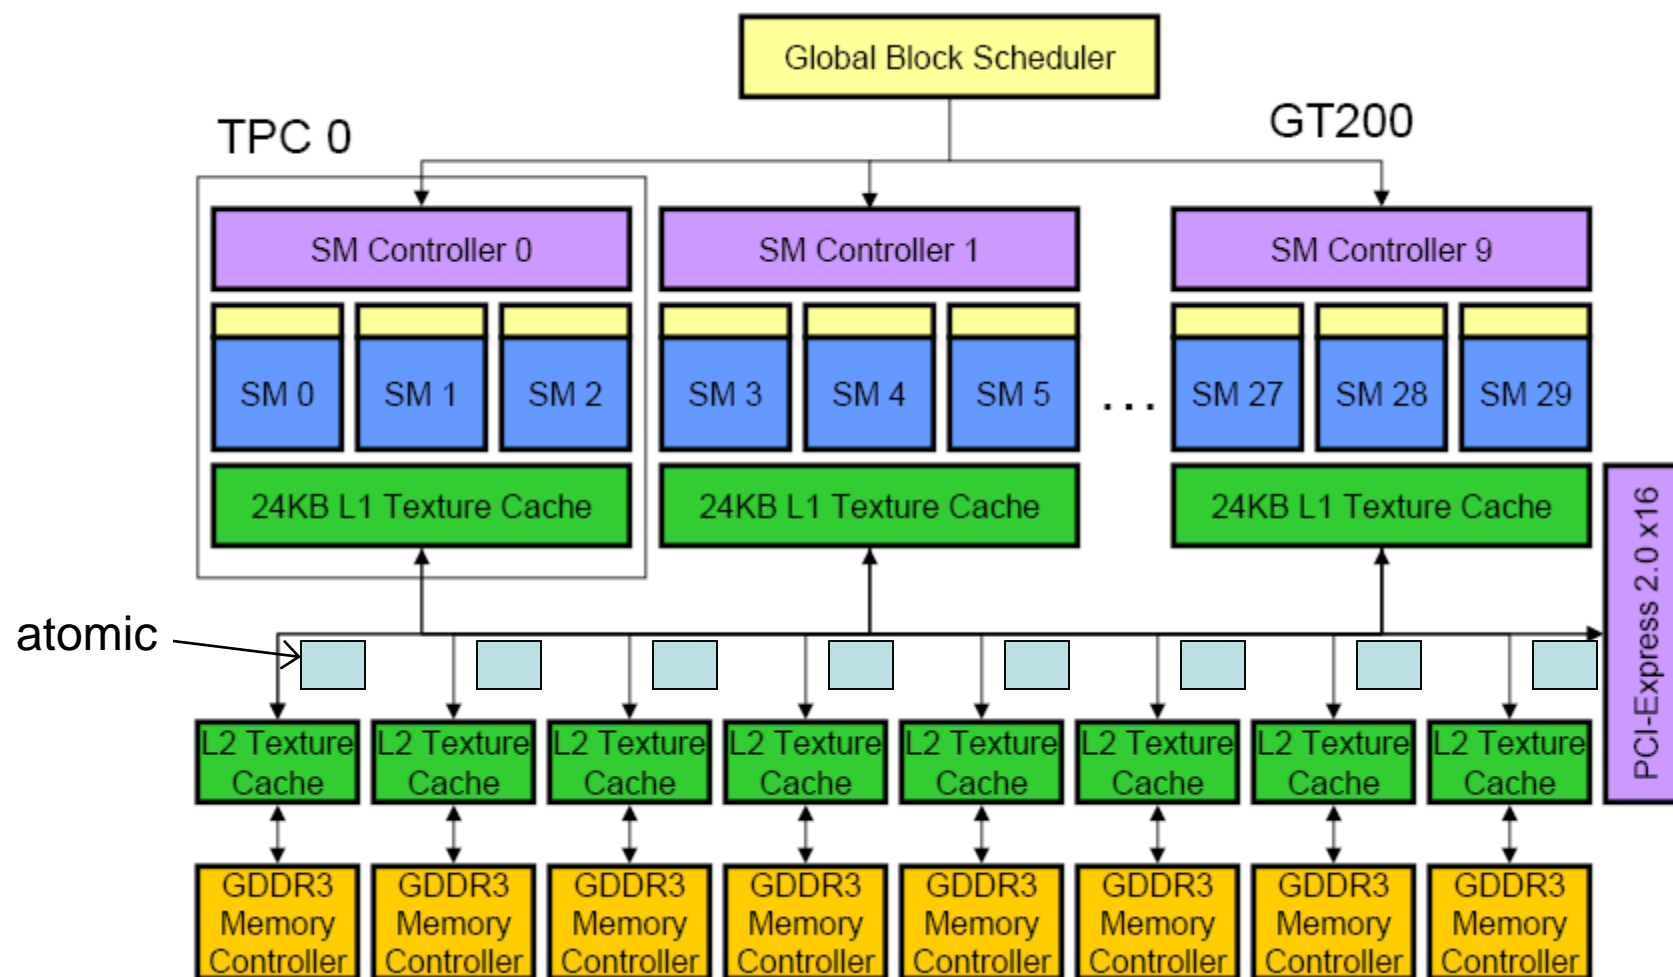 Global Block Scheduler
TPC 0
GT200
SM Controller 0
SM Controller 1
SM Controller 9
SM 0
SM 1
SM 2
SM 3
SM 4
SM 5
...
SM 27
SM 28
SM 29
24KB L1 Texture Cache
24KB L1 Texture Cache
24KB L1 Texture Cache
PCI-Express 2.0 x16
atomic
L2 Texture
Cache
L2 Texture
Cache
L2 Texture
Cache
L2 Texture
Cache
L2 Texture
Cache
L2 Texture
Cache
L2 Texture
Cache
L2 Texture
Cache
GDDR3
Memory
Controller
GDDR3
Memory
Controller
GDDR3
Memory
Controller
GDDR3
Memory
Controller
GDDR3
Memory
Controller
GDDR3
Memory
Controller
GDDR3
Memory
Controller
GDDR3
Memory
Controller